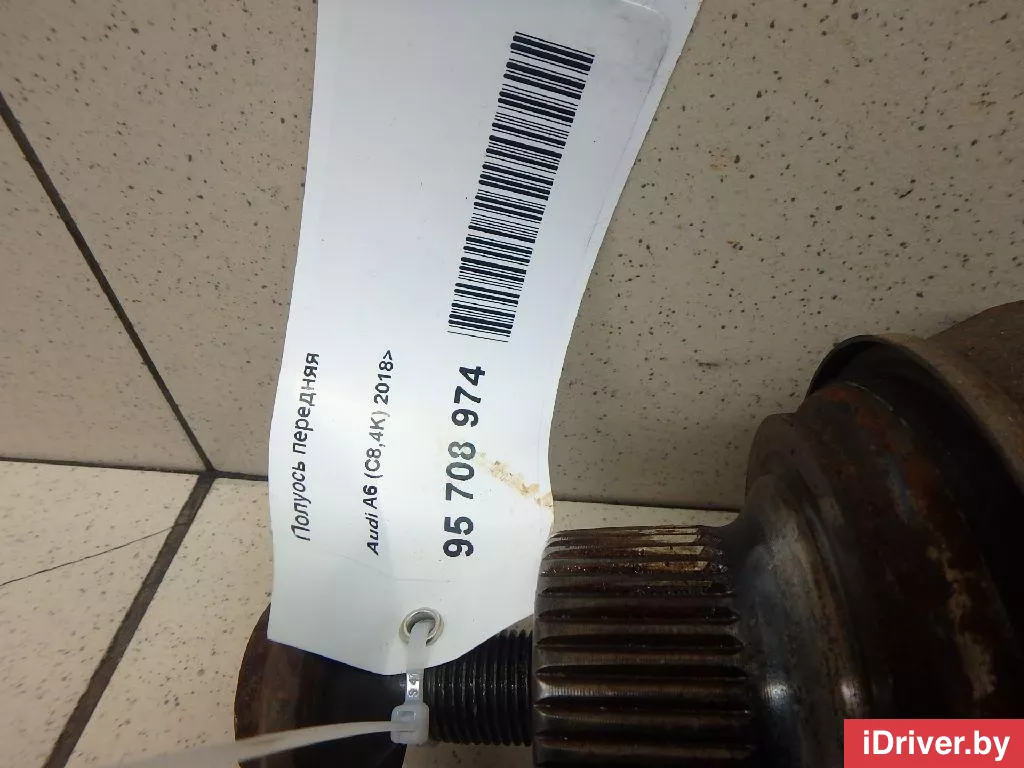 Полуось передняя
Audi A6 (C8,4K) 2018>
95 708 974
iDriver.by